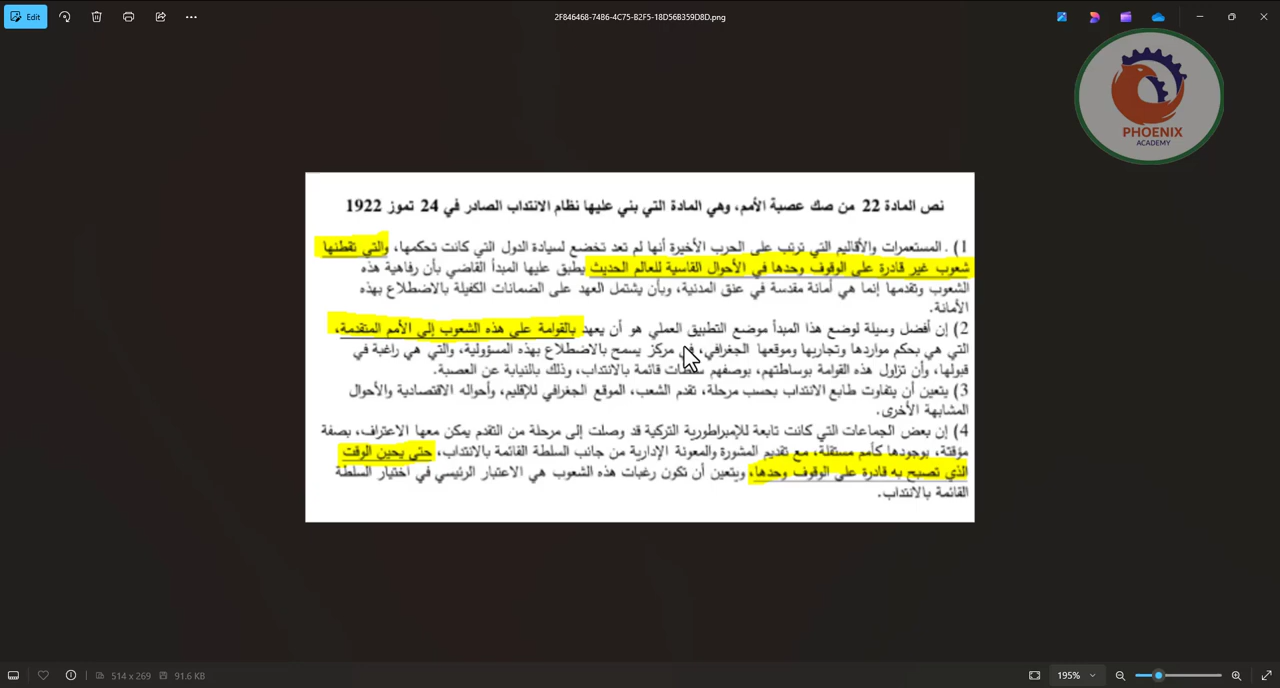 Edit
2F846468-74B6-4C75-B2F5-18D56B359D8D.png
PHOENIX
ACADEMY
نص المادة 22 من صك عصبة الأمم، وهي المادة التي بني عليها نظام الانتداب الصادر في 24 تموز 1922
1) . المستعمرات والأقاليم التي ترتب على الحرب الأخيرة أنها لم تعد تخضع لسيادة الدول التي كانت تحكمها، والتي تقطنها
شعوب غير قادرة على الوقوف وحدها في الأحوال القاسية للعالم الحديث يطبق عليها المبدأ القاضي بأن رفاهية هذه
الشعوب وتقدمها إنما هي أمانة مقدسة في عنق المدنية، وبأن يشتمل العهد على الضمانات الكفيلة بالاضطلاع بهذه
الأمانة.
2) إن أفضل وسيلة لوضع هذا المبدأ موضع التطبيق العملي هو أن يعهد بالقوامة على هذه الشعوب إلى الأمم المتقدمة،
التي هي بحكم مواردها وتجاربها وموقعها الجغرافي، في مركز يسمح بالاضطلاع بهذه المسؤولية، والتي هي راغبة في
قبولها، وأن تزاول هذه القوامة بوساطتهم، بوصفهم سلطات قائمة بالانتداب، وذلك بالنيابة عن العصبة.
3) يتعين أن يتفاوت طابع الانتداب بحسب مرحلة، تقدم الشعب، الموقع الجغرافي للإقليم، وأحواله الاقتصادية والأحوال
المشابهة الأخرى.
4) إن بعض الجماعات التي كانت تابعة للإمبراطورية التركية قد وصلت إلى مرحلة من التقدم يمكن معها الاعتراف، بصفة
مؤقتة، بوجودها كأمم مستقلة، مع تقديم المشورة والمعونة الإدارية من جانب السلطة القائمة بالانتداب، حتى يحين الوقت
الذي تصبح به قادرة على الوقوف وحدها، ويتعين أن تكون رغبات هذه الشعوب هي الاعتبار الرئيسي في اختيار السلطة
القائمة بالانتداب.
514 x 269 91.6 KB 195%